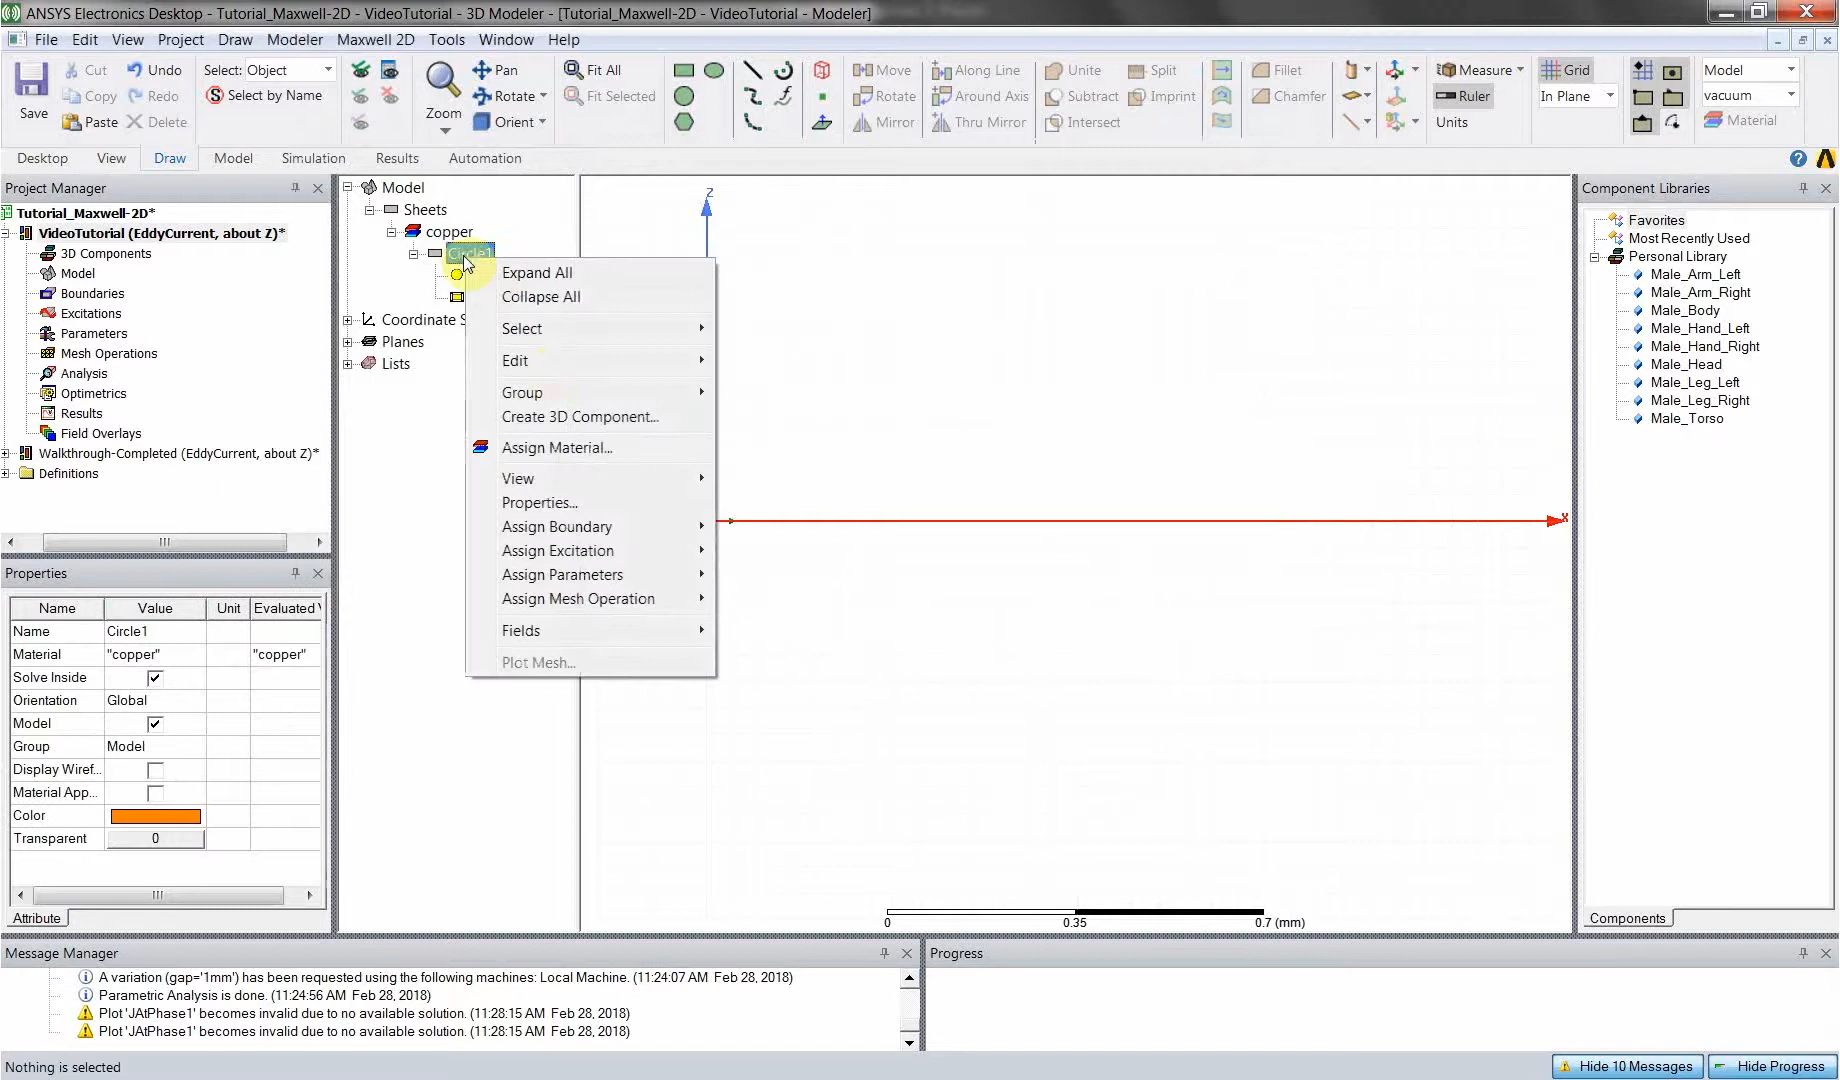 ANSYS Electronics Desktop - Tutorial_Maxwell-2D - VideoTutorial - 3D Modeler - [Tutorial_Maxwell-2D - VideoTutorial - Modeler]
File Edit View Project Draw Modeler Maxwell 2D Tools Window Help
Save
Cut
Copy
Paste
Undo
Redo
Delete
Select: Object
Select by Name
Zoom
Pan
Rotate
Orient
Fit All
Fit Selected
Move
Rotate
Mirror
Along Line
Around Axis
Thru Mirror
Unite
Subtract
Intersect
Split
Imprint
Fillet
Chamfer
Measure
Ruler
Units
Grid
In Plane
Model
vacuum
Material
Desktop View Draw Model Simulation Results Automation
Project Manager
Tutorial_Maxwell-2D*
VideoTutorial (EddyCurrent, about Z)*
3D Components
Model
Boundaries
Excitations
Parameters
Mesh Operations
Analysis
Optimetrics
Results
Field Overlays
Walkthrough-Completed (EddyCurrent, about Z)*
Definitions
Properties
Name Value Unit Evaluated V
Name Circle1
Material "copper" "copper"
Solve Inside
Orientation Global
Model
Group Model
Display Wiref...
Material App...
Color
Transparent 0
Attribute
Model
Sheets
copper
Circle1
Coordinate S
Planes
Lists
Expand All
Collapse All
Select
Edit
Group
Create 3D Component...
Assign Material...
View
Properties...
Assign Boundary
Assign Excitation
Assign Parameters
Assign Mesh Operation
Fields
Plot Mesh...
Z
X
0 0.35 0.7 (mm)
Component Libraries
Favorites
Most Recently Used
Personal Library
Male_Arm_Left
Male_Arm_Right
Male_Body
Male_Hand_Left
Male_Hand_Right
Male_Head
Male_Leg_Left
Male_Leg_Right
Male_Torso
Components
Message Manager
A variation (gap='1mm') has been requested using the following machines: Local Machine. (11:24:07 AM Feb 28, 2018)
Parametric Analysis is done. (11:24:56 AM Feb 28, 2018)
Plot 'JAtPhase1' becomes invalid due to no available solution. (11:28:15 AM Feb 28, 2018)
Plot 'JAtPhase1' becomes invalid due to no available solution. (11:28:15 AM Feb 28, 2018)
Progress
Nothing is selected
Hide 10 Messages
Hide Progress